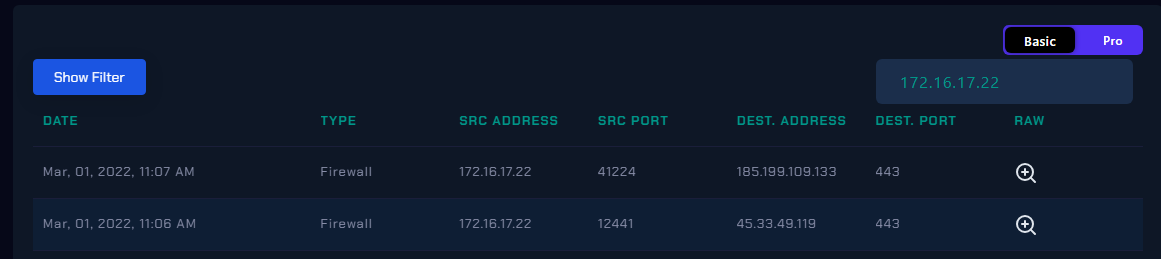 Basic Pro
Show Filter 172.16.17.22
DATE TYPE SRC ADDRESS SRC PORT DEST. ADDRESS DEST. PORT RAW
Mar, 01, 2022, 11:07 AM Firewall 172.16.17.22 41224 185.199.109.133 443
Mar, 01, 2022, 11:06 AM Firewall 172.16.17.22 12441 45.33.49.119 443